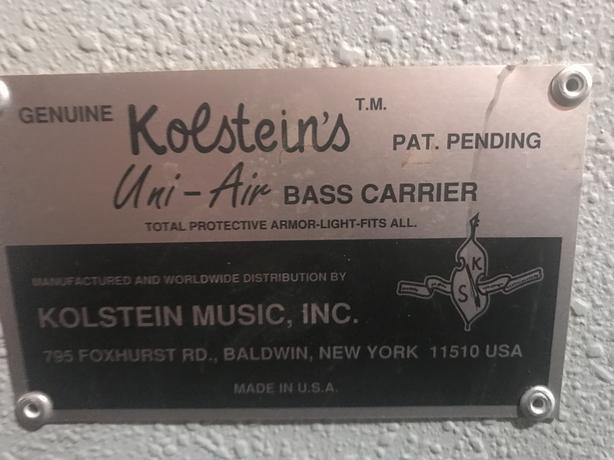 GENUINE Kolstein's T.M.
PAT. PENDING
Uni-Air BASS CARRIER
TOTAL PROTECTIVE ARMOR-LIGHT-FITS ALL.
MANUFACTURED AND WORLDWIDE DISTRIBUTION BY
KOLSTEIN MUSIC, INC.
795 FOXHURST RD., BALDWIN, NEW YORK 11510 USA
MADE IN U.S.A.
K
S